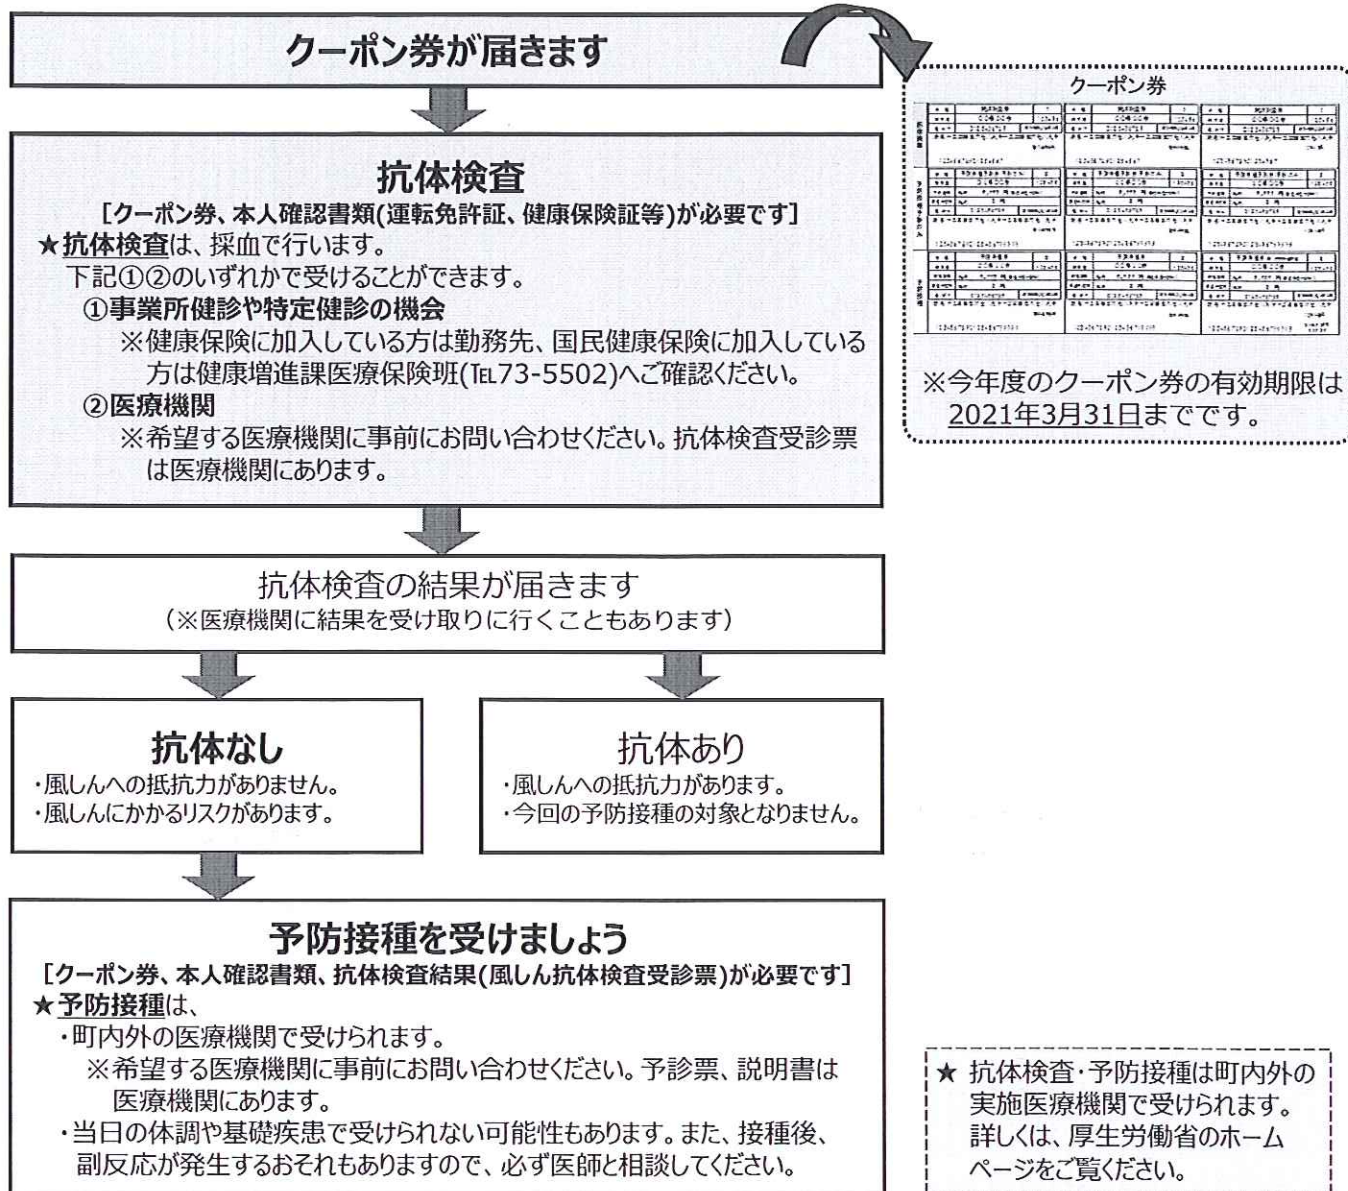 クーポン券が届きます
クーポン券
※今年度のクーポン券の有効期限は
2021年3月31日までです。
抗体検査
[クーポン券、本人確認書類(運転免許証、健康保険証等)が必要です]
★抗体検査は、採血で行います。
下記①②のいずれかで受けることができます。
①事業所健診や特定健診の機会
※健康保険に加入している方は勤務先、国民健康保険に加入している
方は健康増進課医療保険班(℡73-5502)へご確認ください。
②医療機関
※希望する医療機関に事前にお問い合わせください。抗体検査受診票
は医療機関にあります。
抗体検査の結果が届きます
(※医療機関に結果を受け取りに行くこともあります)
抗体なし
・風しんへの抵抗力がありません。
・風しんにかかるリスクがあります。
抗体あり
・風しんへの抵抗力があります。
・今回の予防接種の対象となりません。
予防接種を受けましょう
[クーポン券、本人確認書類、抗体検査結果(風しん抗体検査受診票)が必要です]
★予防接種は、
・町内外の医療機関で受けられます。
※希望する医療機関に事前にお問い合わせください。予診票、説明書は
医療機関にあります。
・当日の体調や基礎疾患で受けられない可能性もあります。また、接種後、
副反応が発生するおそれもありますので、必ず医師と相談してください。
★ 抗体検査・予防接種は町内外の
実施医療機関で受けられます。
詳しくは、厚生労働省のホーム
ページをご覧ください。